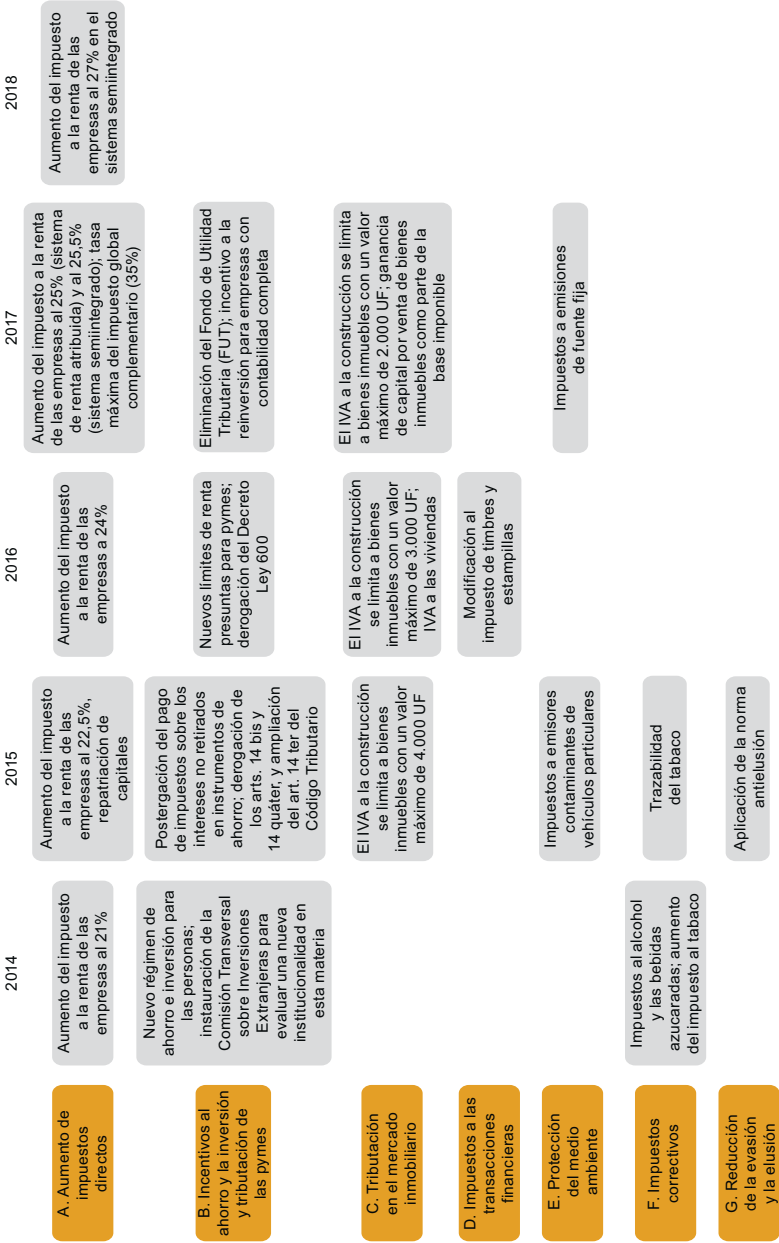 2014
2015
2016
2017
2018
A. Aumento de
impuestos
directos
Aumento del impuesto
a la renta de las
empresas al 21%
Aumento del impuesto
a la renta de las
empresas al 22,5%,
repatriación de
capitales
Aumento del impuesto
a la renta de las
empresas a 24%
Aumento del impuesto a la renta
de las empresas al 25% (sistema
de renta atribuida) y al 25,5%
(sistema semiintegrado); tasa
máxima del impuesto global
complementario (35%)
Aumento del impuesto
a la renta de las
empresas al 27% en el
sistema semiintegrado
B. Incentivos al
ahorro y la inversión
y tributación de
las pymes
Nuevo régimen de
ahorro e inversión para
las personas;
instauración de la
Comisión Transversal
sobre Inversiones
Extranjeras para
evaluar una nueva
institucionalidad en
esta materia
Postergación del pago
de impuestos sobre los
intereses no retirados
en instrumentos de
ahorro; derogación de
los arts. 14 bis y
14 quáter, y ampliación
del art. 14 ter del
Código Tributario
Nuevos límites de renta
presuntas para pymes;
derogación del Decreto
Ley 600
Eliminación del Fondo de Utilidad
Tributaria (FUT); incentivo a la
reinversión para empresas con
contabilidad completa
C. Tributación
en el mercado
inmobiliario
El IVA a la construcción
se limita a bienes
inmuebles con un valor
máximo de 4.000 UF
El IVA a la construcción
se limita a bienes
inmuebles con un valor
máximo de 3.000 UF;
IVA a las viviendas
El IVA a la construcción se limita
a bienes inmuebles con un valor
máximo de 2.000 UF; ganancia
de capital por venta de bienes
inmuebles como parte de la
base imponible
D. Impuestos a las
transacciones
financieras
Modificación al
impuesto de timbres y
estampillas
E. Protección
del medio
ambiente
Impuestos a emisores
contaminantes de
vehículos particulares
Impuestos a emisiones
de fuente fija
F. Impuestos
correctivos
Impuestos al alcohol
y las bebidas
azucaradas; aumento
del impuesto al tabaco
Trazabilidad
del tabaco
G. Reducción
de la evasión
y la elusión
Aplicación de la norma
antielusión